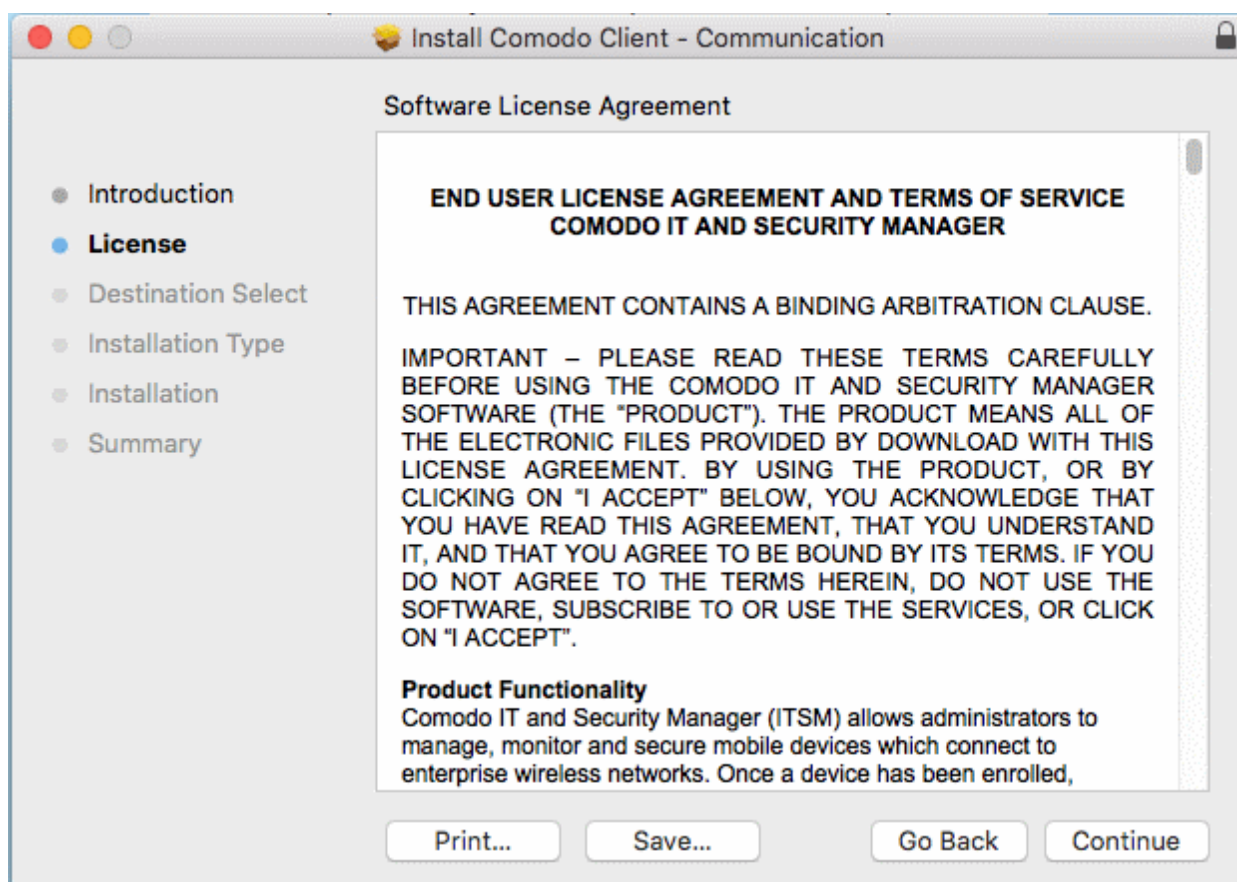 Install Comodo Client - Communication
Software License Agreement
Introduction
License
Destination Select
Installation Type
Installation
Summary
END USER LICENSE AGREEMENT AND TERMS OF SERVICE
COMODO IT AND SECURITY MANAGER
THIS AGREEMENT CONTAINS A BINDING ARBITRATION CLAUSE.
IMPORTANT – PLEASE READ THESE TERMS CAREFULLY
BEFORE USING THE COMODO IT AND SECURITY MANAGER
SOFTWARE (THE “PRODUCT”). THE PRODUCT MEANS ALL OF
THE ELECTRONIC FILES PROVIDED BY DOWNLOAD WITH THIS
LICENSE AGREEMENT. BY USING THE PRODUCT, OR BY
CLICKING ON “I ACCEPT” BELOW, YOU ACKNOWLEDGE THAT
YOU HAVE READ THIS AGREEMENT, THAT YOU UNDERSTAND
IT, AND THAT YOU AGREE TO BE BOUND BY ITS TERMS. IF YOU
DO NOT AGREE TO THE TERMS HEREIN, DO NOT USE THE
SOFTWARE, SUBSCRIBE TO OR USE THE SERVICES, OR CLICK
ON “I ACCEPT”.
Product Functionality
Comodo IT and Security Manager (ITSM) allows administrators to
manage, monitor and secure mobile devices which connect to
enterprise wireless networks. Once a device has been enrolled,
Print...
Save...
Go Back
Continue